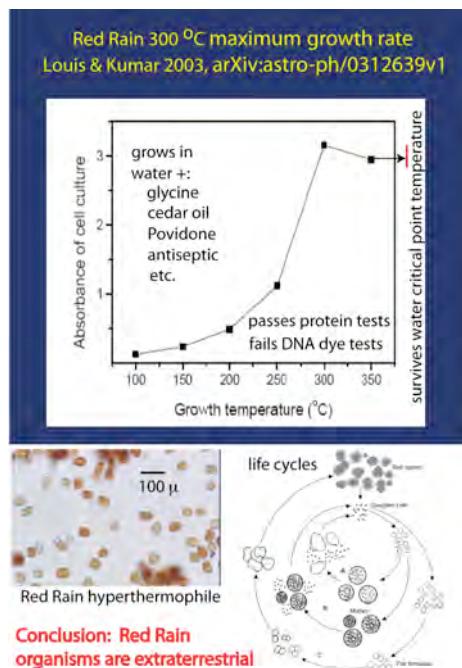 Red Rain 300 ⁰C maximum growth rate
Louis & Kumar 2003, arXiv:astro-ph/0312639v1
Absorbance of cell culture
3
1
grows in
water +:
glycine
cedar oil
Povidone
antiseptic
etc.
passes protein tests
fails DNA dye tests
100 150 200 250 300 350
Growth temperature (°C)
survives water critical point temperature
100 μ
Red Rain hyperthermophile
life cycles
A
Conclusion: Red Rain
organisms are extraterrestrial